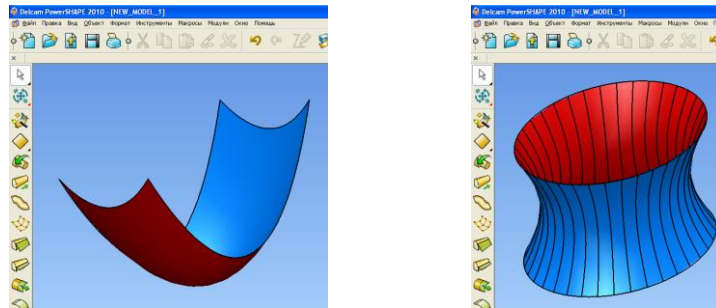 Delcam PowerSHAPE 2010 - [NEW_MODEL_1]
Файл Правка Вид Объект Формат Инструменты Макросы Модули Окно Помощь
Delcam PowerSHAPE 2010 - [NEW_MODEL_1]
Файл Правка Вид Объект Формат Инструменты Макросы Модули Окно